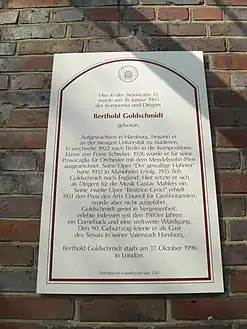 Hier in der Steinstraße 12
wurde am 18. Januar 1903
der Komponist und Dirigent
Berthold Goldschmidt
geboren.
Aufgewachsen in Hamburg, begann er
an der hiesigen Universität zu studieren.
Er wechselte 1922 nach Berlin in die Kompositions-
klasse von Franz Schreker. 1926 wurde er für seine
Passacaglia für Orchester mit dem Mendelssohn-Preis
ausgezeichnet. Seine Oper "Der gewaltige Hahnrei"
hatte 1932 in Mannheim Erfolg. 1935 floh
Goldschmidt nach England. Hier setzte er sich
als Dirigent für die Musik Gustav Mahlers ein.
Seine zweite Oper "Beatrice Cenci" erhielt
1951 den Preis des Arts Council für Großbritannien,
wurde aber nicht aufgeführt.
Goldschmidt geriet in Vergessenheit,
erlebte indessen seit den 1980er Jahren
ein Comeback und eine weltweite Würdigung.
Den 90. Geburtstag feierte er als Gast
des Senats in seiner Vaterstadt Hamburg.
Berthold Goldschmidt starb am 17. Oktober 1996
in London.
Patriotische Gesellschaft von 1765